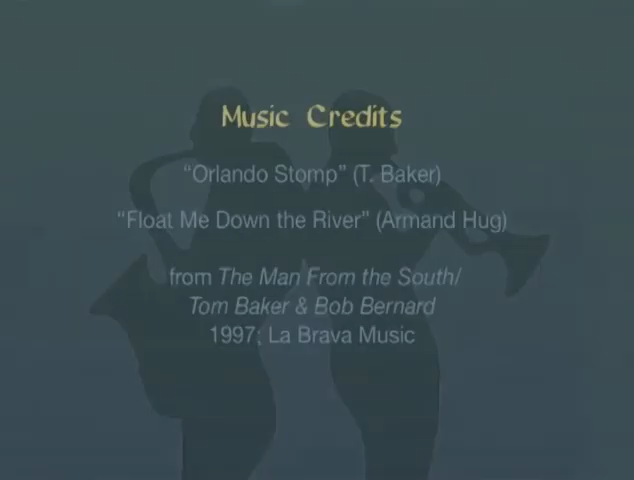 Music Credits
“Orlando Stomp” (T. Baker)
“Float Me Down the River” (Armand Hug)
from The Man From the South/
Tom Baker & Bob Bernard
1997; La Brava Music